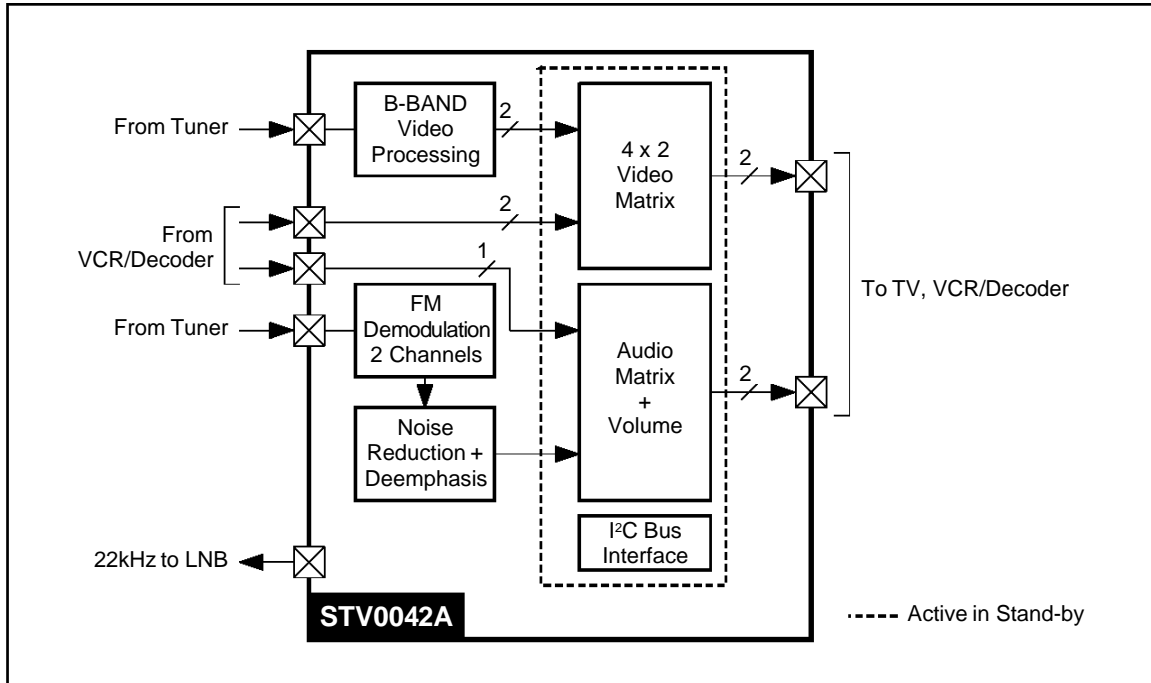 B-BAND
Video
Processing
2
From Tuner
4 x 2
Video
Matrix
2
2
From
VCR/Decoder
1
To TV, VCR/Decoder
FM
Demodulation
2 Channels
From Tuner
Audio
Matrix
+
Volume
2
Noise
Reduction +
Deemphasis
I²C Bus
Interface
22kHz to LNB
STV0042A
Active in Stand-by